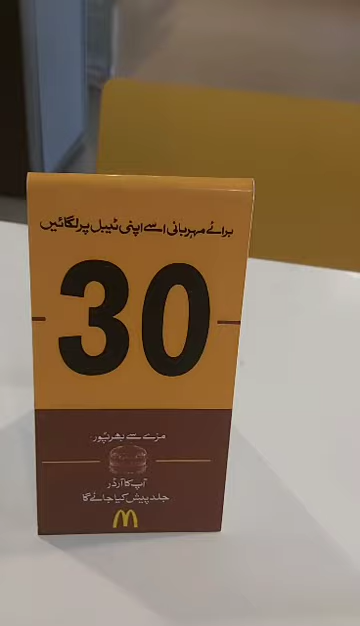 برائے مہربانی اسے اپنی ٹیبل پر لگائیں
30
مزے سے بھرپور
آپ کا آرڈر
جلد پیش کیا جائے گا